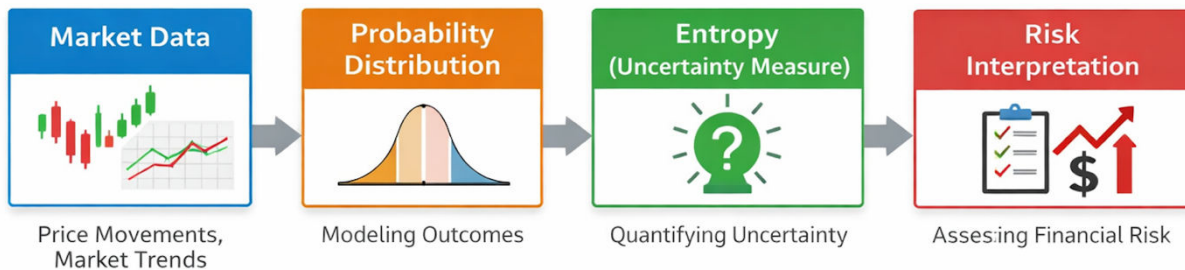 Market Data
Price Movements,
Market Trends
Probability
Distribution
Modeling Outcomes
Entropy
(Uncertainty Measure)
?
Quantifying Uncertainty
Risk
Interpretation
$
Assessing Financial Risk